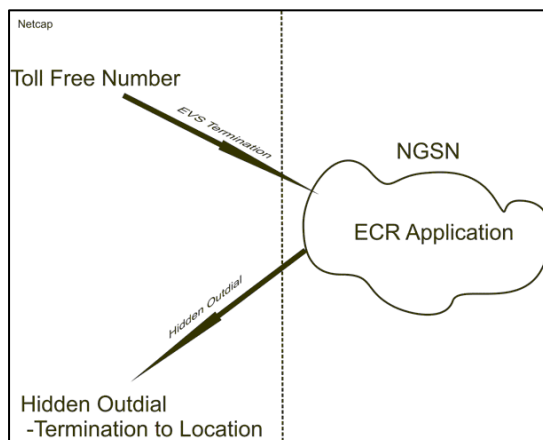 Netcap
Toll Free Number
EVS Termination
NGSN
ECR Application
Hidden Outdial
Hidden Outdial
-Termination to Location